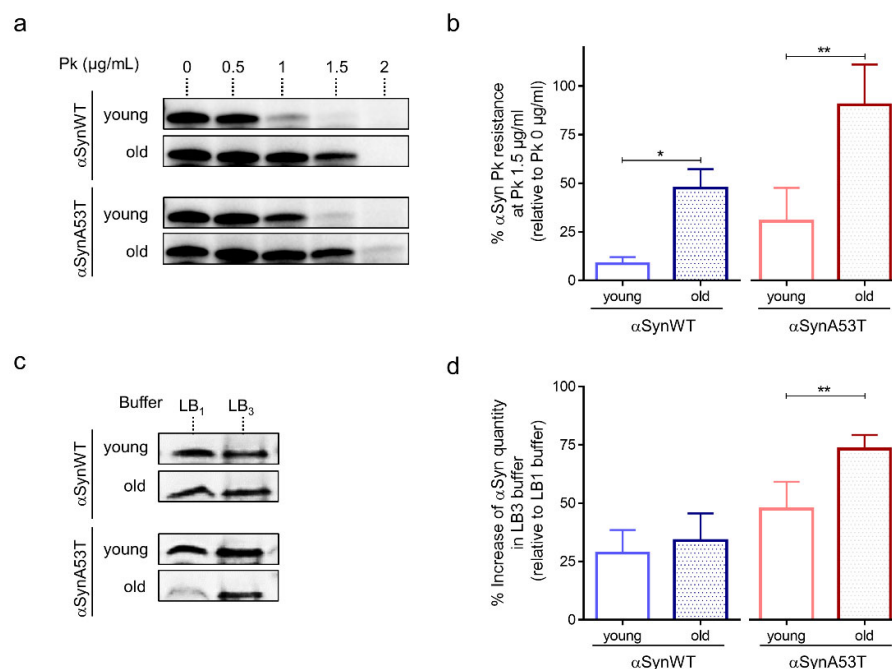 a
Pk (µg/mL) 0 0.5 1 1.5 2
αSynWT
young
old
αSynA53T
young
old
b
% αSyn Pk resistance
at Pk 1.5 µg/ml
(relative to Pk 0 µg/ml)
100
75
50
25
0
*
**
young old young old
αSynWT αSynA53T
c
Buffer LB1 LB3
αSynWT
young
old
αSynA53T
young
old
d
% Increase of αSyn quantity
in LB3 buffer
(relative to LB1 buffer)
100
75
50
25
0
**
young old young old
αSynWT αSynA53T